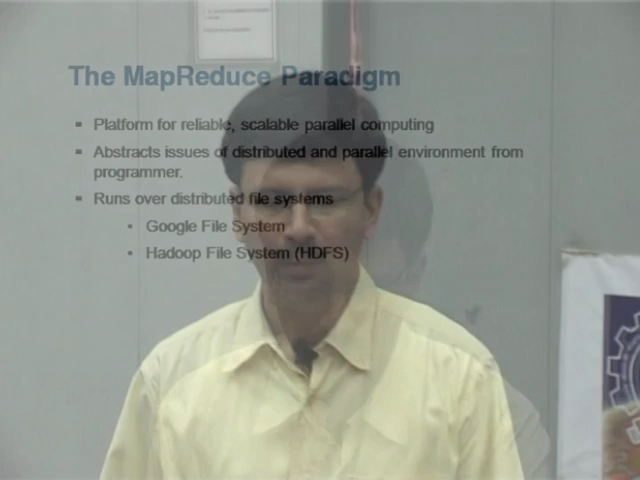 The MapReduce Paradigm
▪ Platform for reliable, scalable parallel computing
▪ Abstracts issues of distributed and parallel environment from
programmer.
▪ Runs over distributed file systems
• Google File System
• Hadoop File System (HDFS)